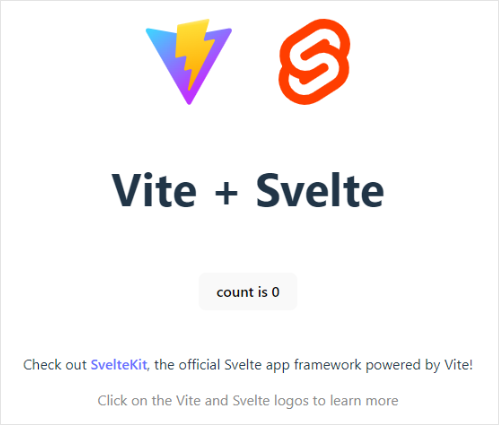 Vite + Svelte
count is 0
Check out SvelteKit, the official Svelte app framework powered by Vite!
Click on the Vite and Svelte logos to learn more